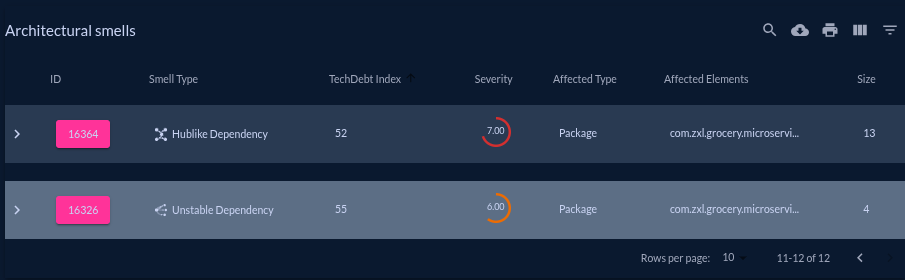 Architectural smells
ID Smell Type TechDebt Index Severity Affected Type Affected Elements Size
16364 Hublike Dependency 52 7.00 Package com.zxl.grocery.microservi... 13
16326 Unstable Dependency 55 6.00 Package com.zxl.grocery.microservi... 4
Rows per page: 10 11-12 of 12